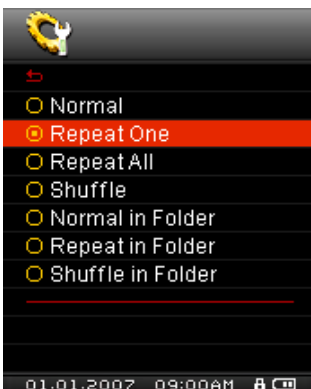 Normal
Repeat One
Repeat All
Shuffle
Normal in Folder
Repeat in Folder
Shuffle in Folder
01.01.2007 09:00AM